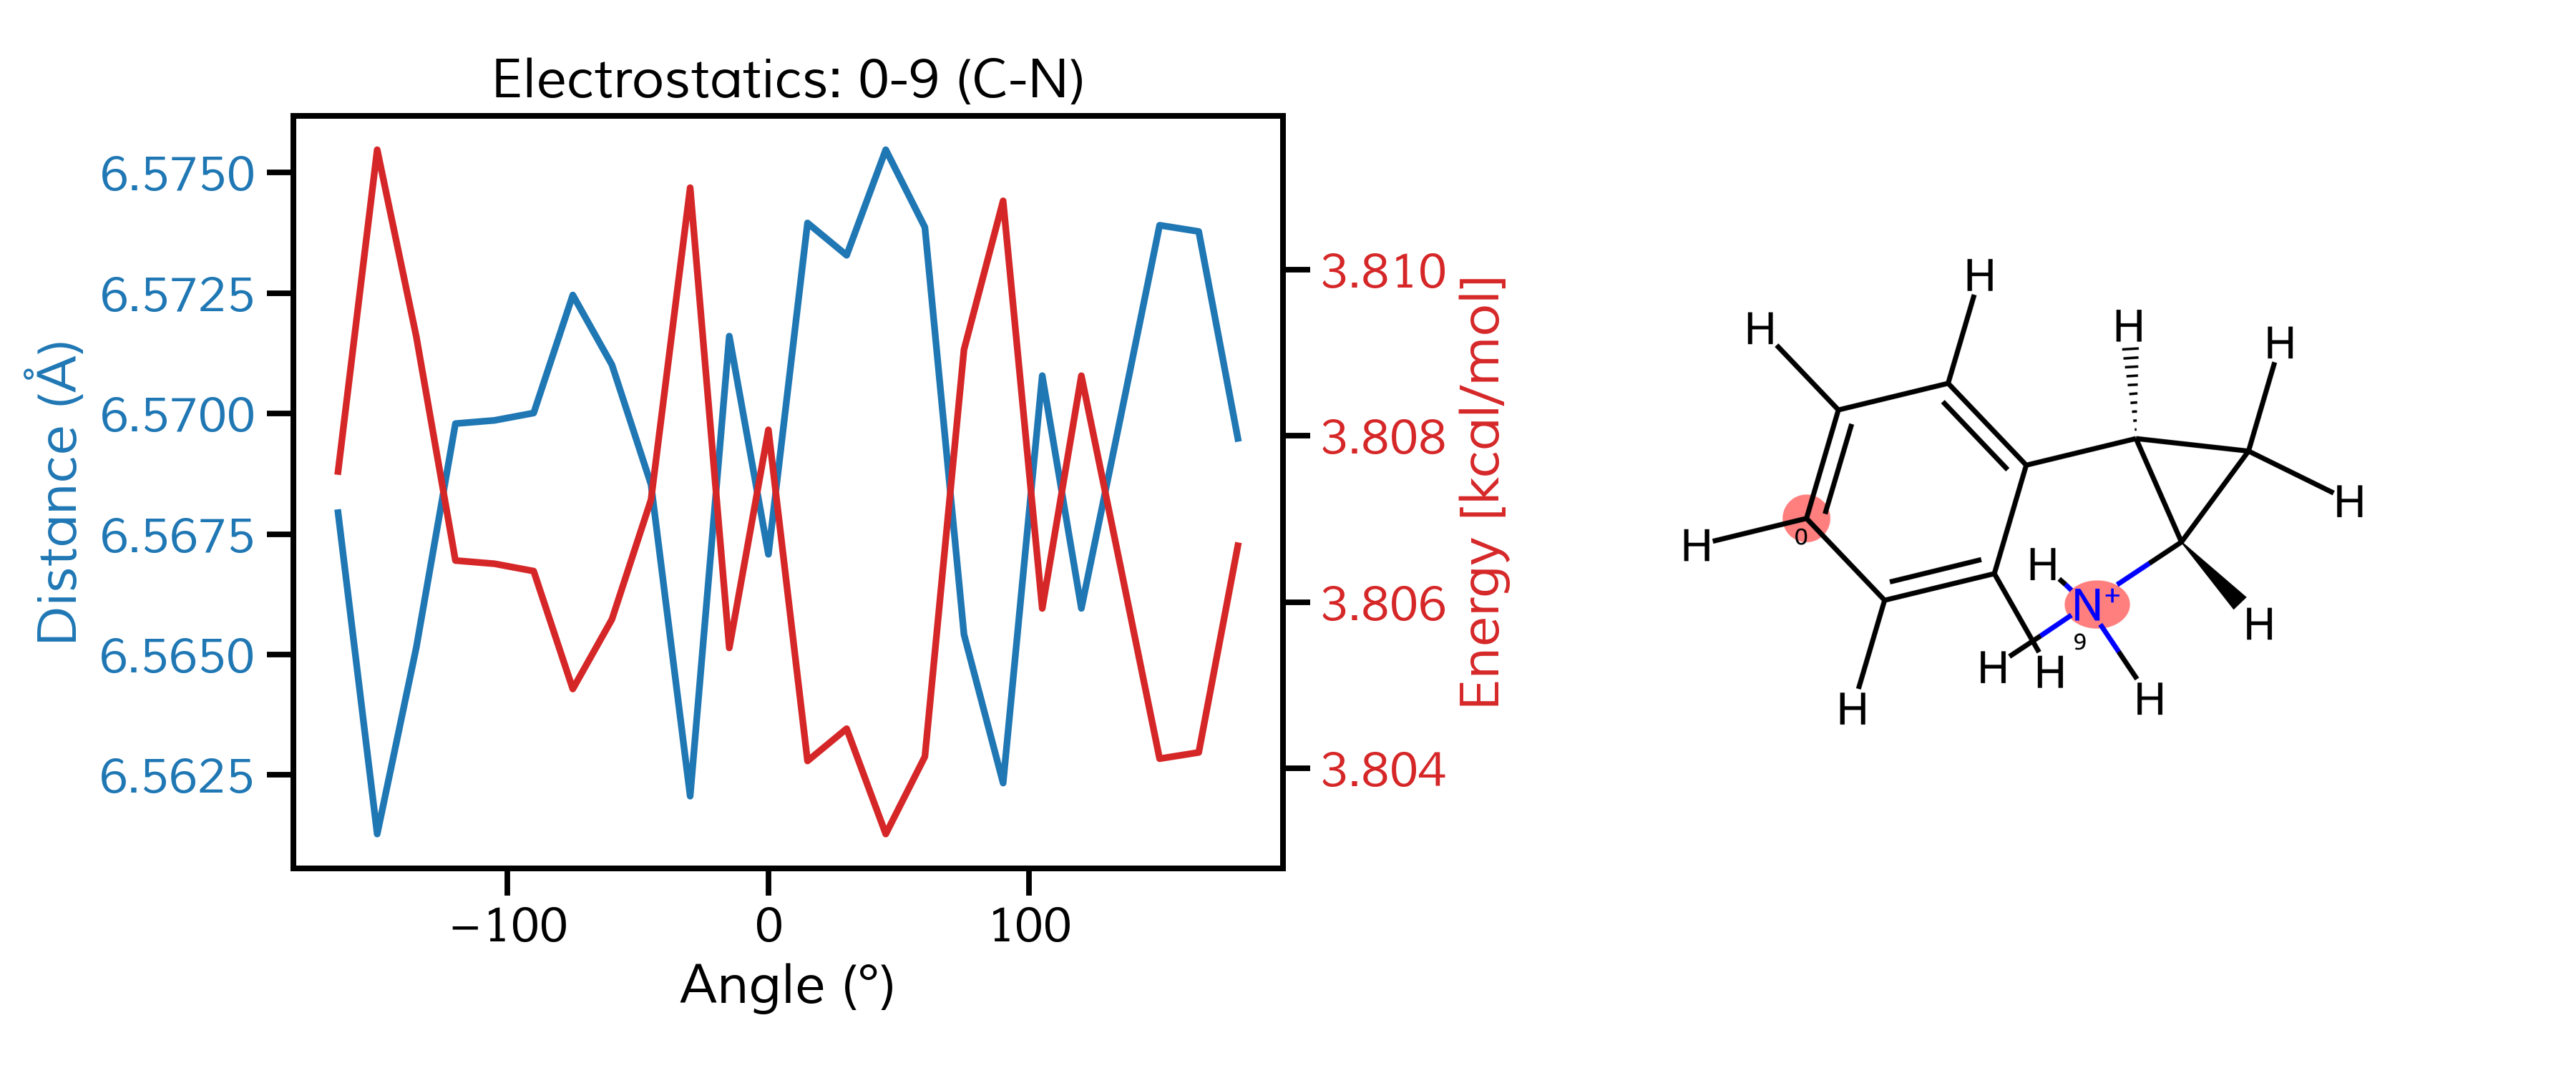 Electrostatics: 0-9 (C-N)
Distance (Å)
6.5750
6.5725
6.5700
6.5675
6.5650
6.5625
−100
0
100
Angle (°)
3.810
3.808
3.806
3.804
Energy [kcal/mol]
H
H
H
H
H
H
0
H
N⁺
9
H
H
H
H
H